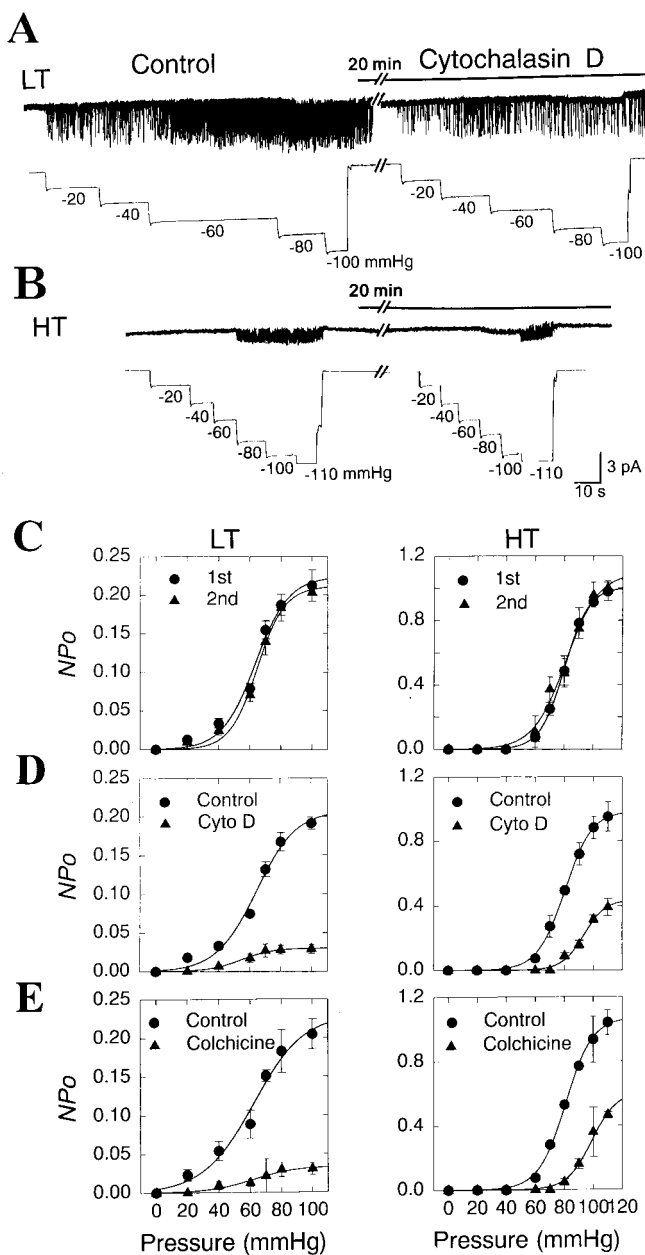 A
LT
Control
20 min
Cytochalasin D
-20
-40
-60
-80
-100 mmHg
-20
-40
-60
-80
-100
B
HT
20 min
-20
-40
-60
-80
-100
-110 mmHg
-20
-40
-60
-80
-100
-110
3 pA
10 s
C
LT
HT
0.25
0.20
0.15
0.10
0.05
0.00
NPo
1st
2nd
1.2
0.8
0.4
0.0
1st
2nd
D
0.25
0.20
0.15
0.10
0.05
0.00
NPo
Control
Cyto D
1.2
0.8
0.4
0.0
Control
Cyto D
E
0.25
0.20
0.15
0.10
0.05
0.00
NPo
Control
Colchicine
0 20 40 60 80 100
Pressure (mmHg)
1.2
0.8
0.4
0.0
Control
Colchicine
0 20 40 60 80 100 120
Pressure (mmHg)